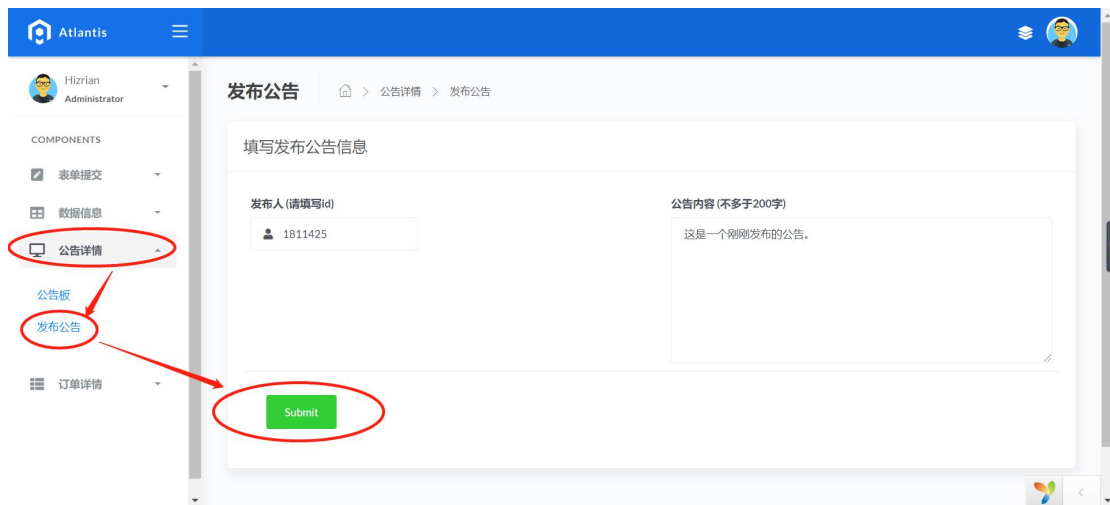 Atlantis
Hizrian
Administrator
COMPONENTS
表单提交
数据信息
公告详情
公告板
发布公告
订单详情
发布公告
> 公告详情 > 发布公告
填写发布公告信息
发布人 (请填写id)
1811425
公告内容 (不多于200字)
这是一个刚刚发布的公告。
Submit